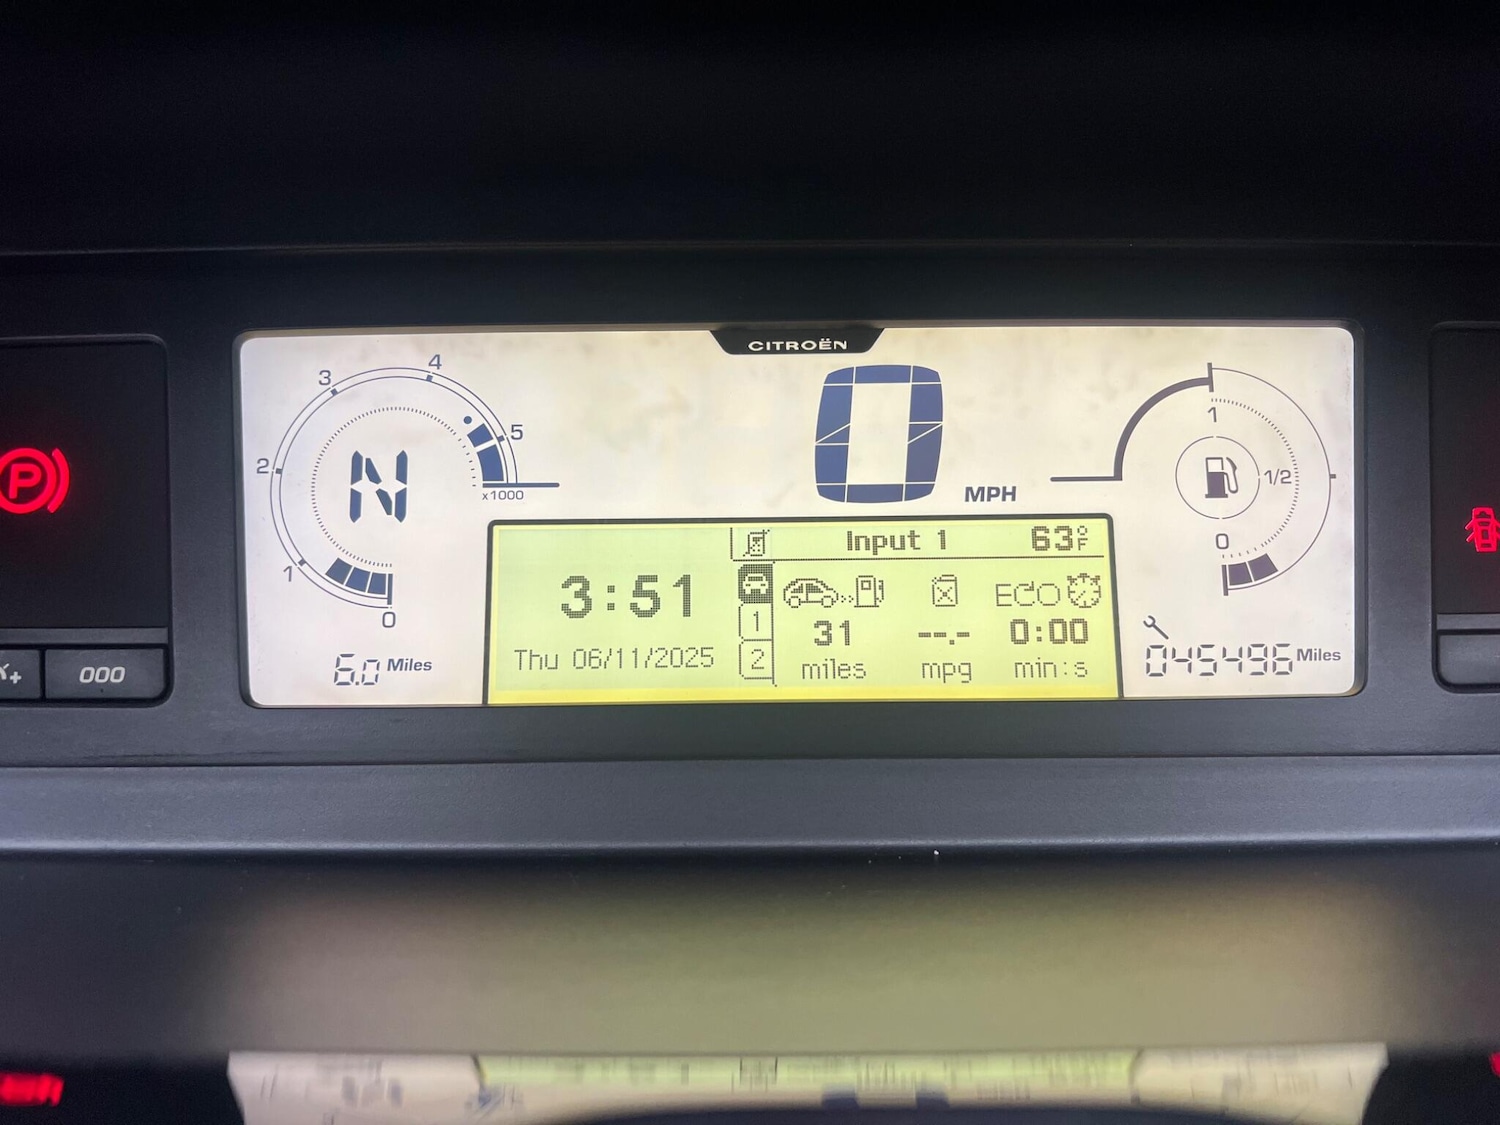 CITROËN
4
3
5
2
x1000
1
0
N
6.0 Miles
0
MPH
1
1/2
0
Input 1 63°F
3:51
Thu 06/11/2025
1
2
ECO
31 --.- 0:00
miles mpg min:s
045496 Miles
P
+
000